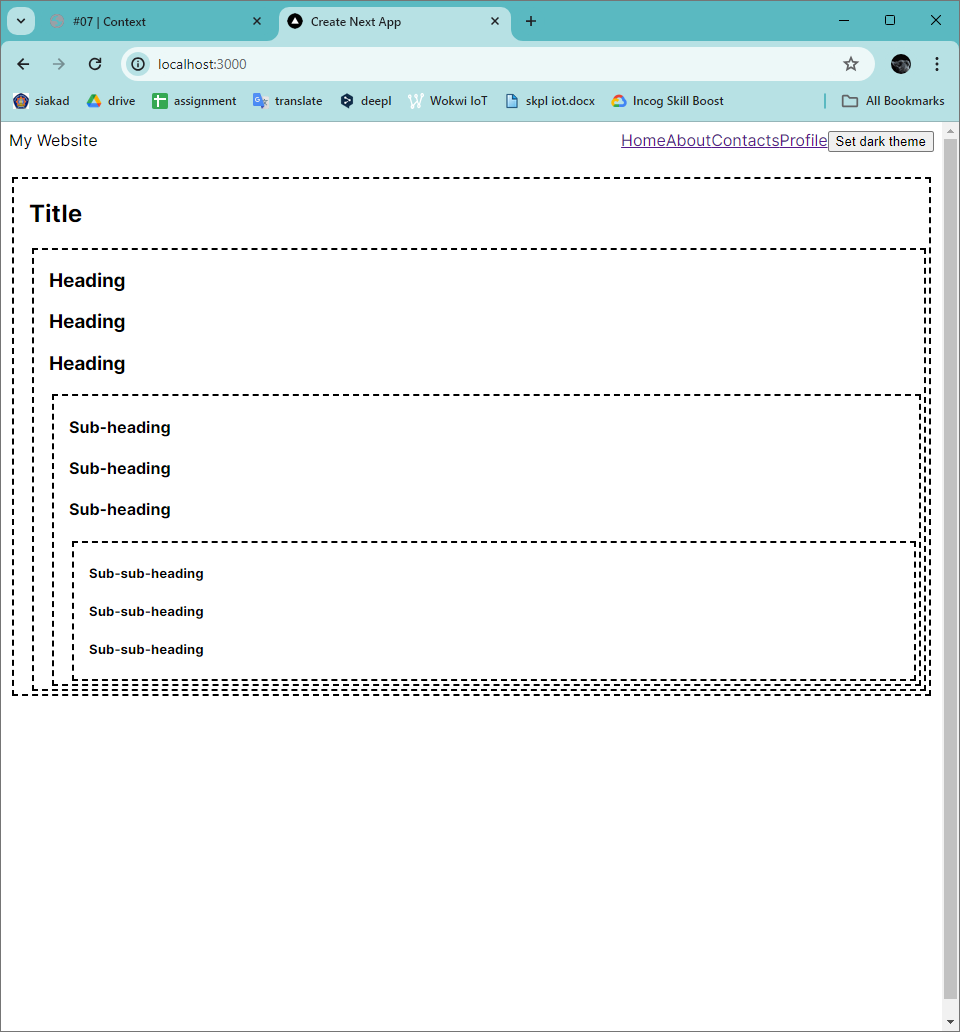 #07 | Context
Create Next App
localhost:3000
siakad drive assignment translate deepl Wokwi IoT skpl iot.docx Incog Skill Boost All Bookmarks
My Website HomeAboutContactsProfile Set dark theme
Title
Heading
Heading
Heading
Sub-heading
Sub-heading
Sub-heading
Sub-sub-heading
Sub-sub-heading
Sub-sub-heading